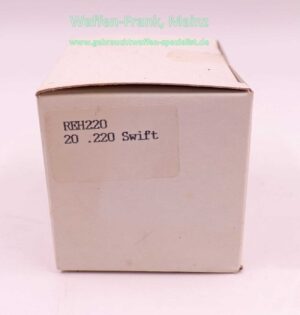 Waffen-Frank, Mainz
www.gebrauchtwaffen-spezialist.de
REH220
20 .220 Swift